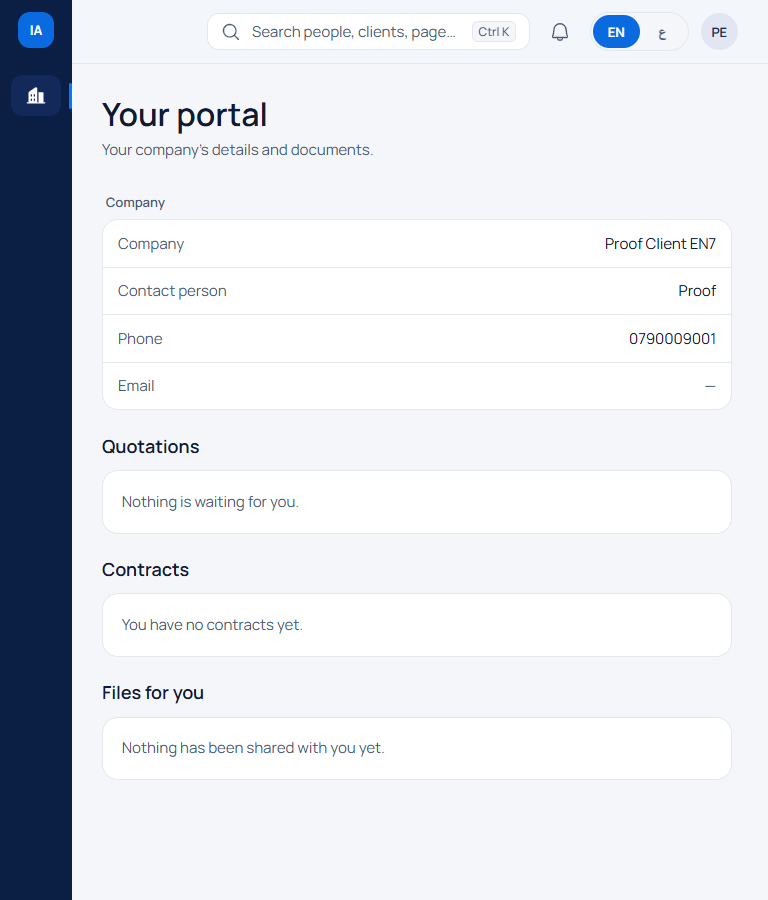 IA
Search people, clients, page...
Ctrl K
EN
ع
PE
Your portal
Your company's details and documents.
Company
Company
Proof Client EN7
Contact person
Proof
Phone
0790009001
Email
—
Quotations
Nothing is waiting for you.
Contracts
You have no contracts yet.
Files for you
Nothing has been shared with you yet.